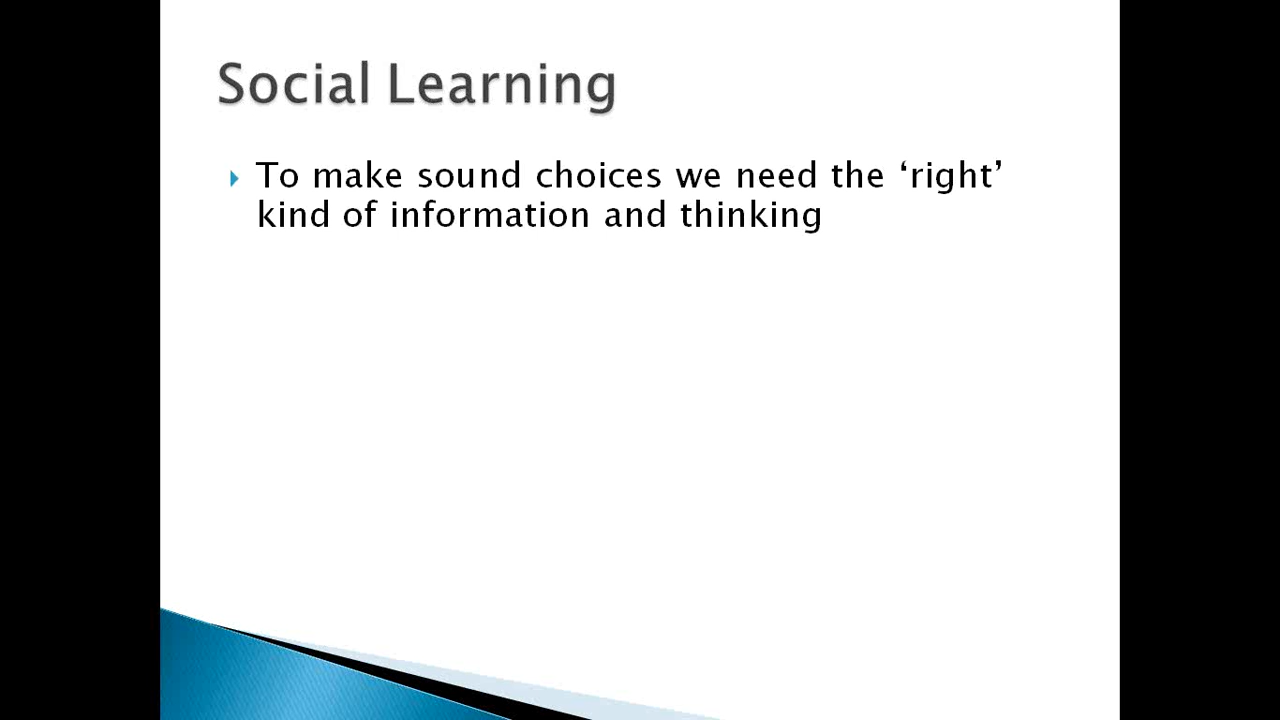 Social Learning
To make sound choices we need the ‘right’
kind of information and thinking